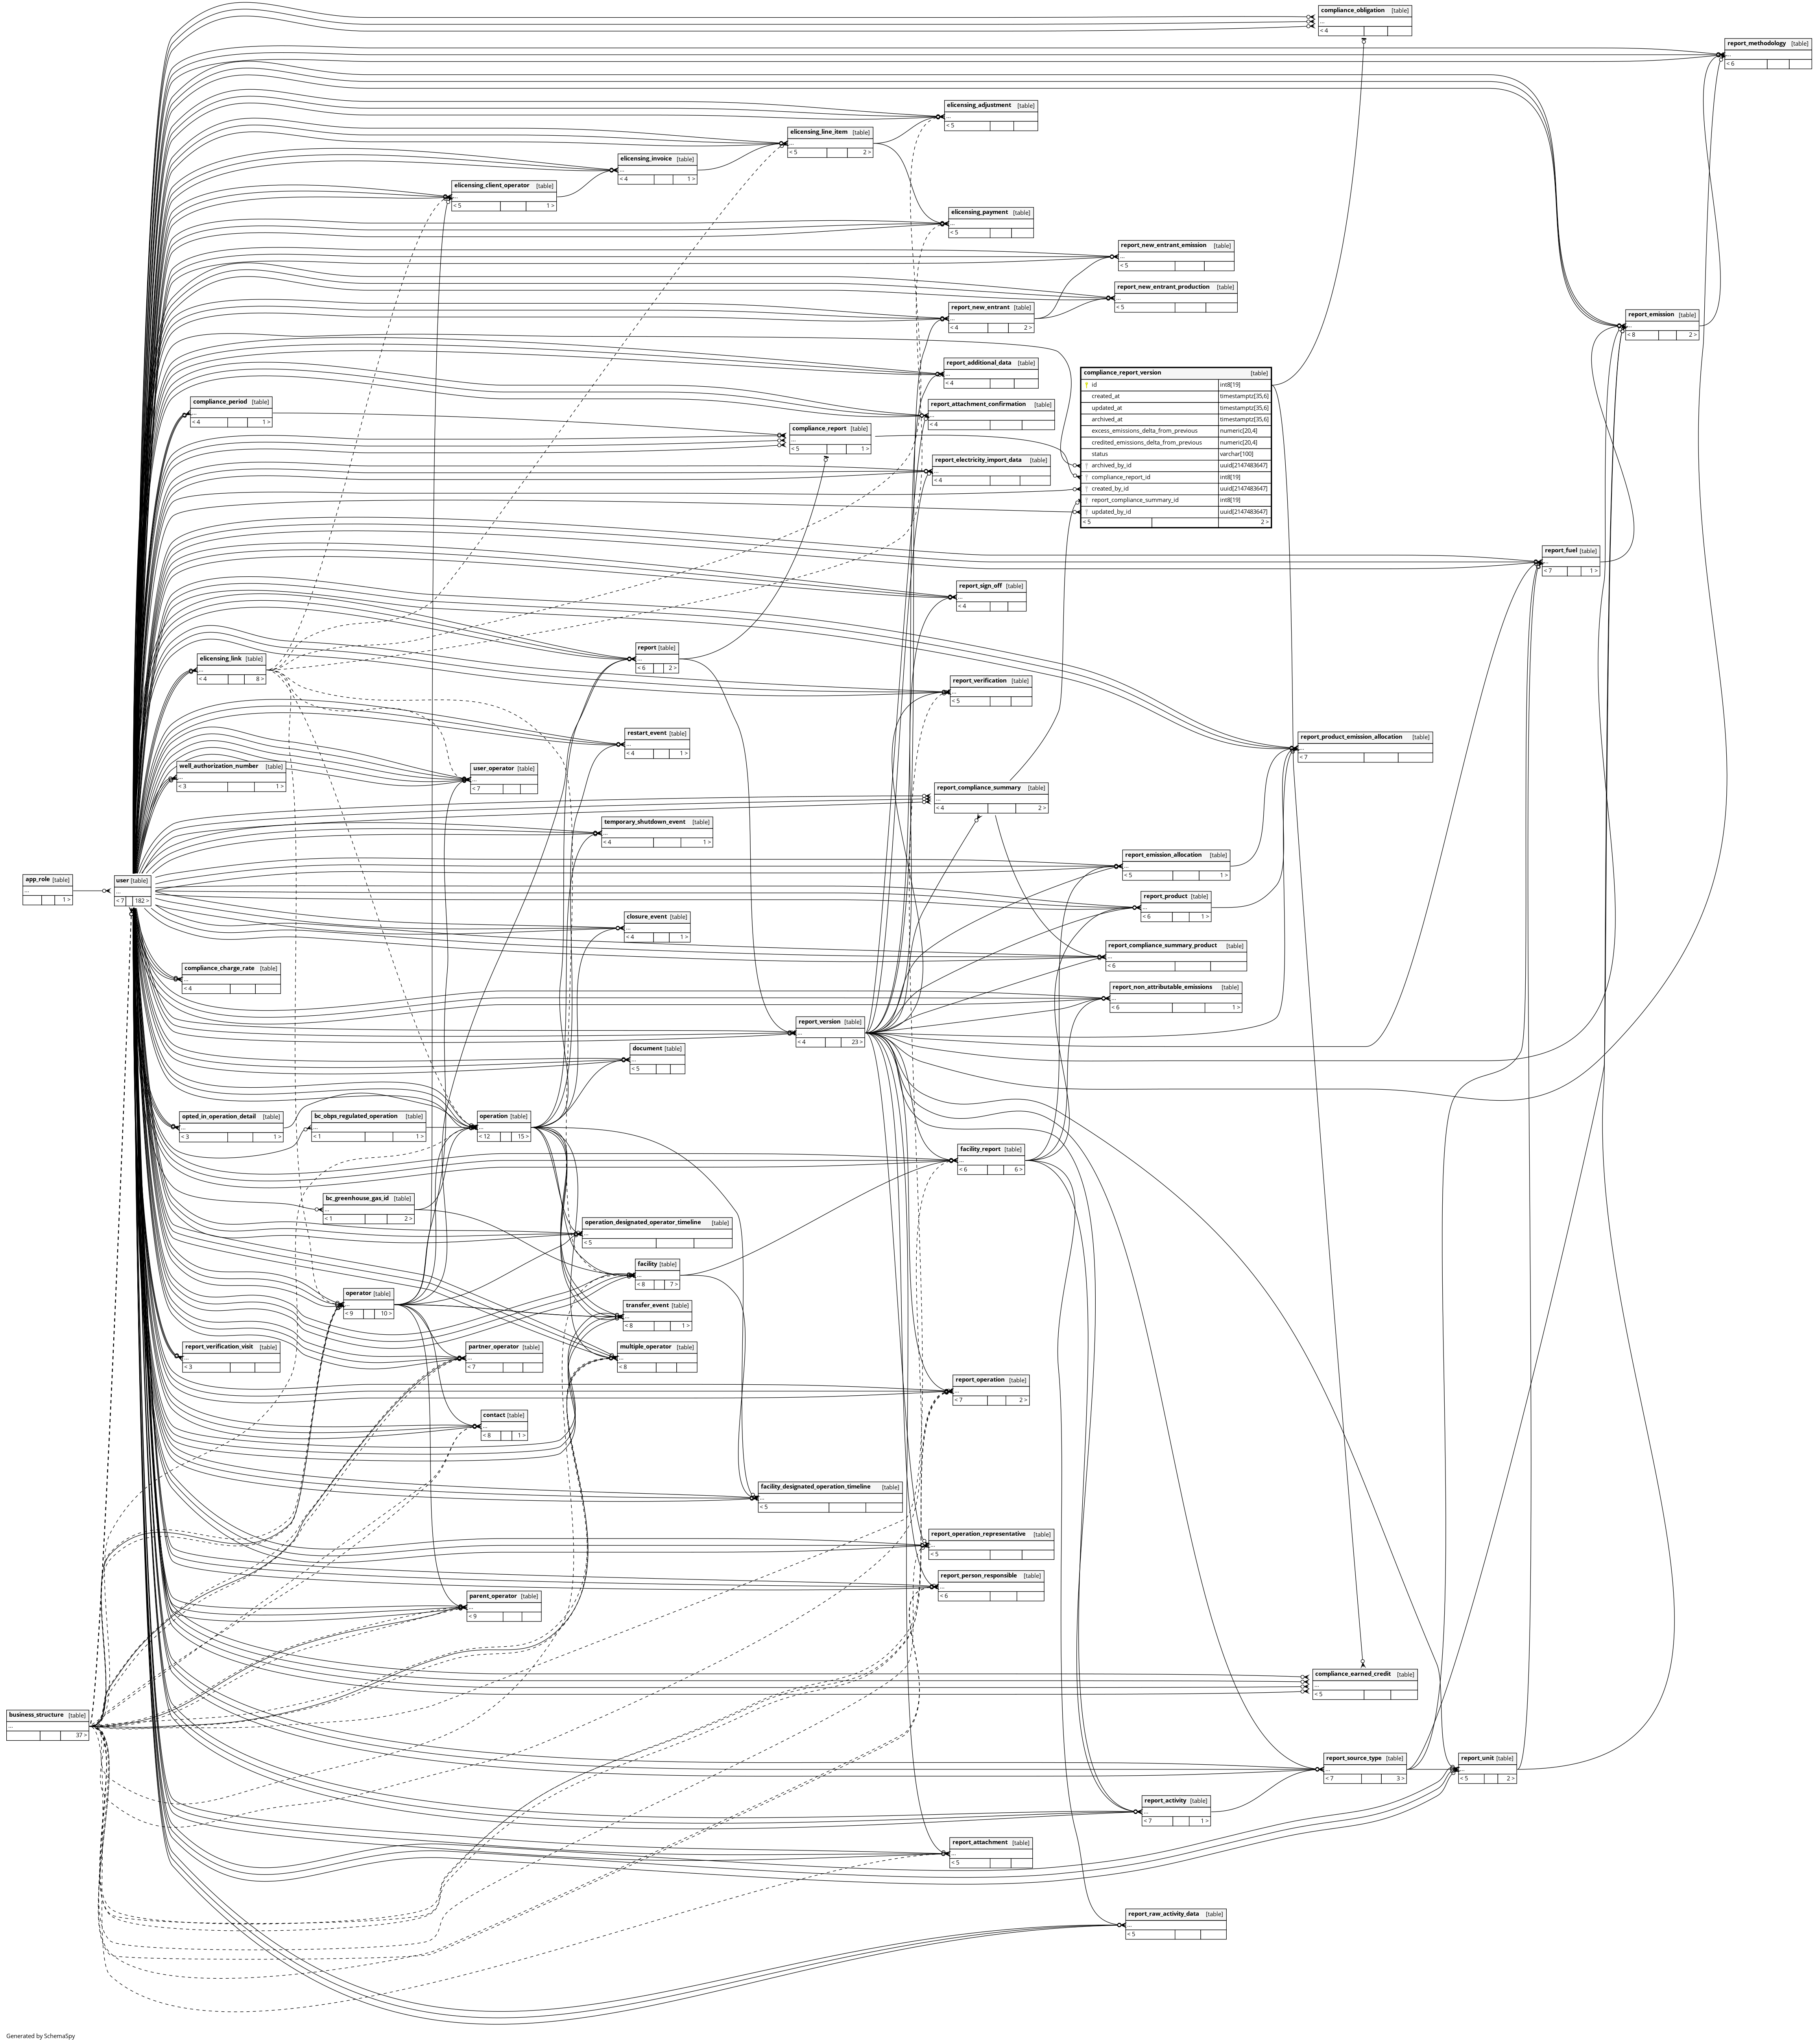 compliance_obligation [table]
...
< 4
report_methodology [table]
...
< 6
elicensing_adjustment [table]
...
< 5
elicensing_line_item [table]
...
< 5 2 >
elicensing_invoice [table]
...
< 4 1 >
elicensing_client_operator [table]
...
< 5 1 >
elicensing_payment [table]
...
< 5
report_new_entrant_emission [table]
...
< 5
report_new_entrant_production [table]
...
< 5
report_new_entrant [table]
...
< 4 2 >
report_emission [table]
...
< 8 2 >
report_additional_data [table]
...
< 4
compliance_report_version [table]
id int8[19]
created_at timestamptz[35,6]
updated_at timestamptz[35,6]
archived_at timestamptz[35,6]
excess_emissions_delta_from_previous numeric[20,4]
credited_emissions_delta_from_previous numeric[20,4]
status varchar[100]
archived_by_id uuid[2147483647]
compliance_report_id int8[19]
created_by_id uuid[2147483647]
report_compliance_summary_id int8[19]
updated_by_id uuid[2147483647]
< 5 2 >
compliance_period [table]
...
< 4 1 >
report_attachment_confirmation [table]
...
< 4
compliance_report [table]
...
< 5 1 >
report_electricity_import_data [table]
...
< 4
report_fuel [table]
...
< 7 1 >
report_sign_off [table]
...
< 4
report [table]
...
< 6 2 >
elicensing_link [table]
...
< 4 8 >
report_verification [table]
...
< 5
restart_event [table]
...
< 4 1 >
report_product_emission_allocation [table]
...
< 7
well_authorization_number [table]
...
< 3 1 >
user_operator [table]
...
< 7
report_compliance_summary [table]
...
< 4 2 >
temporary_shutdown_event [table]
...
< 4 1 >
report_emission_allocation [table]
...
< 5 1 >
app_role [table]
...
1 >
user [table]
...
< 7 182 >
report_product [table]
...
< 6 1 >
closure_event [table]
...
< 4 1 >
report_compliance_summary_product [table]
...
< 6
compliance_charge_rate [table]
...
< 4
report_non_attributable_emissions [table]
...
< 6 1 >
report_version [table]
...
< 4 23 >
document [table]
...
< 5
opted_in_operation_detail [table]
...
< 3 1 >
bc_obps_regulated_operation [table]
...
< 1 1 >
operation [table]
...
< 12 15 >
facility_report [table]
...
< 6 6 >
bc_greenhouse_gas_id [table]
...
< 1 2 >
operation_designated_operator_timeline [table]
...
< 5
facility [table]
...
< 8 7 >
operator [table]
...
< 9 10 >
transfer_event [table]
...
< 8 1 >
report_verification_visit [table]
...
< 3
partner_operator [table]
...
< 7
multiple_operator [table]
...
< 8
report_operation [table]
...
< 7 2 >
contact [table]
...
< 8 1 >
facility_designated_operation_timeline [table]
...
< 5
report_operation_representative [table]
...
< 5
report_person_responsible [table]
...
< 6
parent_operator [table]
...
< 9
compliance_earned_credit [table]
...
< 5
business_structure [table]
...
37 >
report_source_type [table]
...
< 7 3 >
report_unit [table]
...
< 5 2 >
report_activity [table]
...
< 7 1 >
report_attachment [table]
...
< 5
report_raw_activity_data [table]
...
< 5
Generated by SchemaSpy